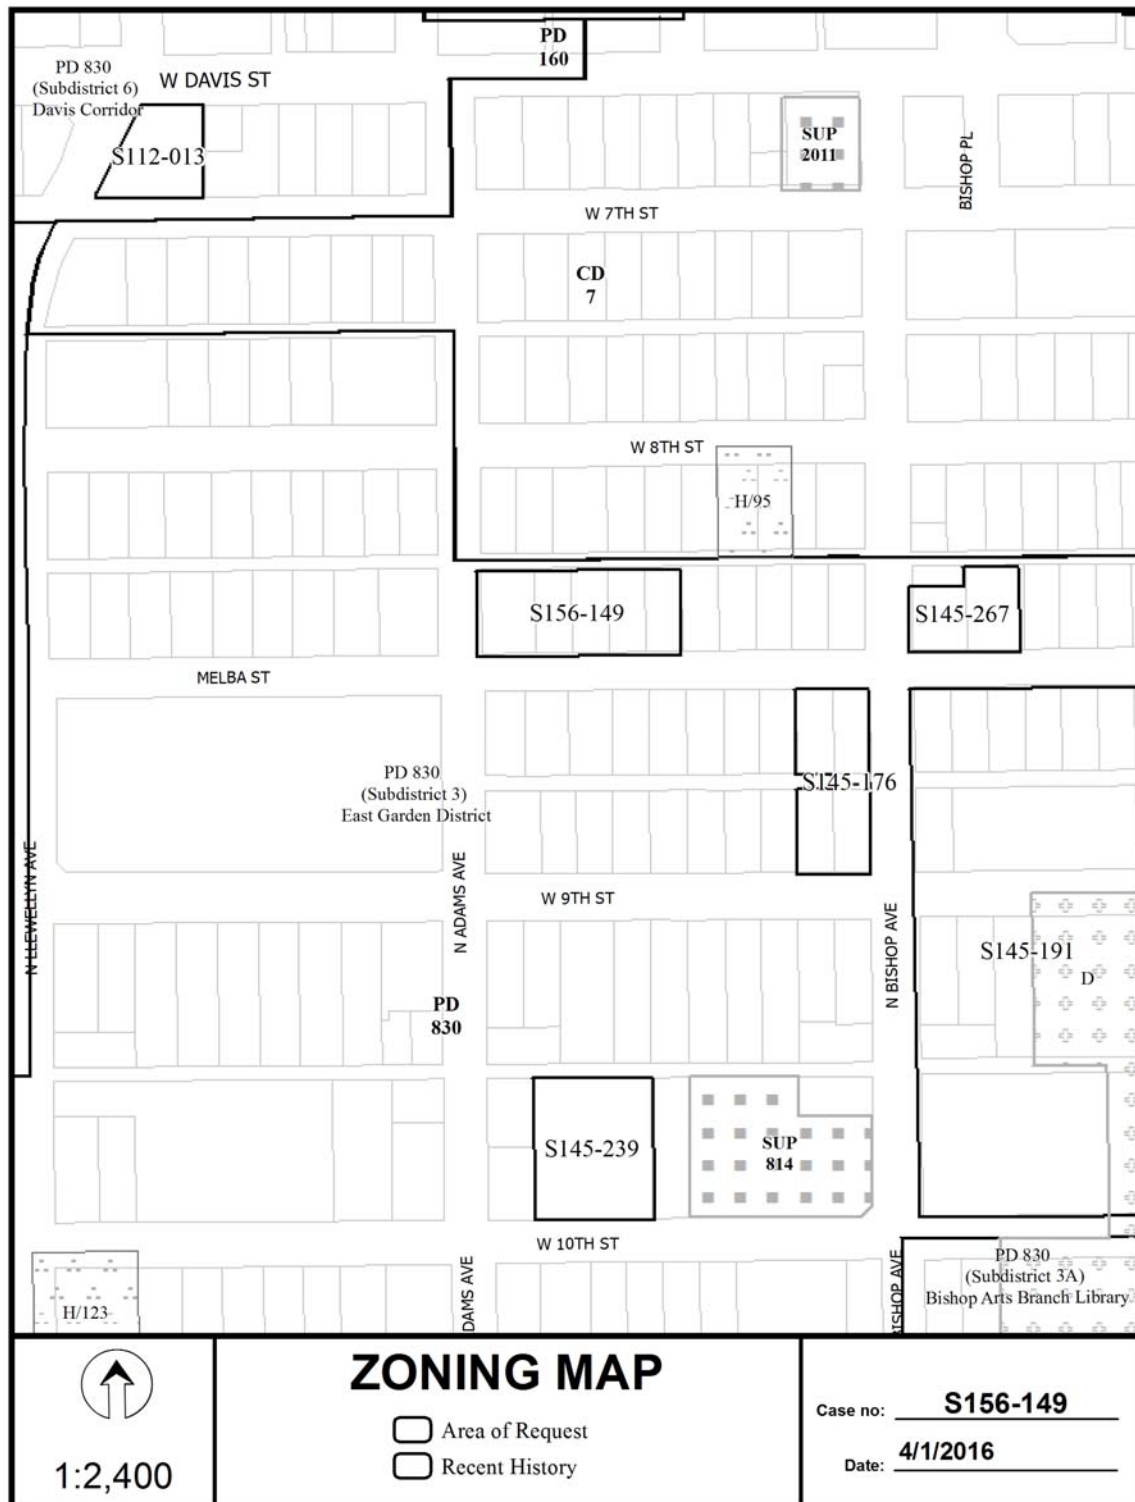 PD
160
PD 830
(Subdistrict 6)
Davis Corridor
W DAVIS ST
S112-013
SUP
2011
BISHOP PL
W 7TH ST
CD
7
W 8TH ST
H/95
S156-149
S145-267
MELBA ST
PD 830
(Subdistrict 3)
East Garden District
S145-176
N LLEWELLYN AVE
N ADAMS AVE
W 9TH ST
N BISHOP AVE
S145-191
D
PD
830
S145-239
SUP
814
W 10TH ST
DAMS AVE
BISHOP AVE
PD 830
(Subdistrict 3A)
Bishop Arts Branch Library
H/123
1:2,400
ZONING MAP
Area of Request
Recent History
Case no: S156-149
Date: 4/1/2016